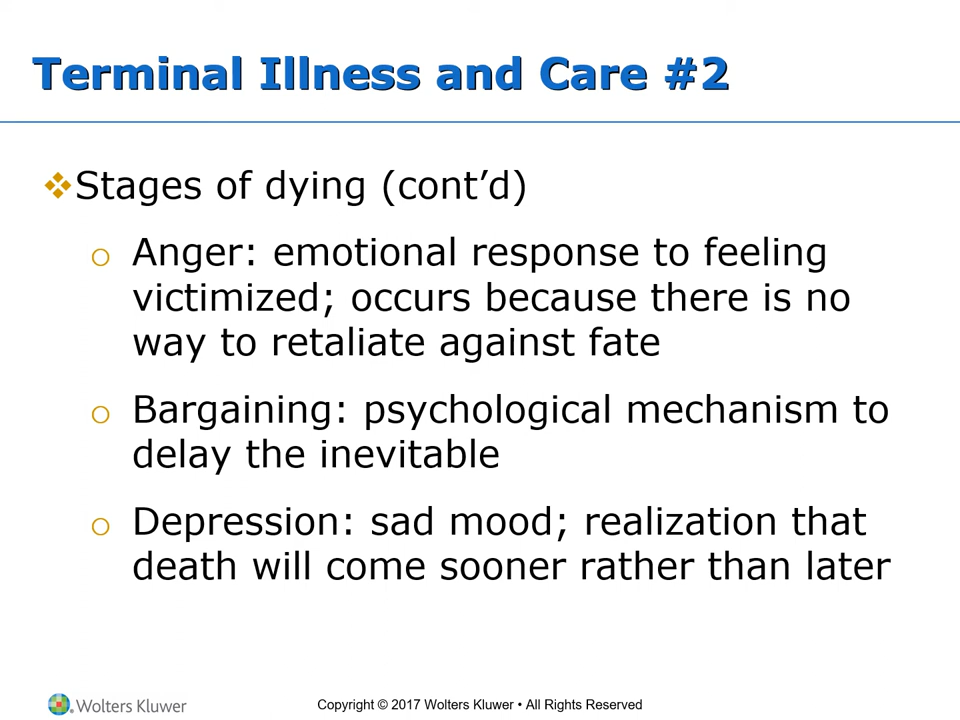 Terminal Illness and Care #2
❖Stages of dying (cont’d)
o Anger: emotional response to feeling
victimized; occurs because there is no
way to retaliate against fate
o Bargaining: psychological mechanism to
delay the inevitable
o Depression: sad mood; realization that
death will come sooner rather than later
Wolters Kluwer
Copyright © 2017 Wolters Kluwer • All Rights Reserved